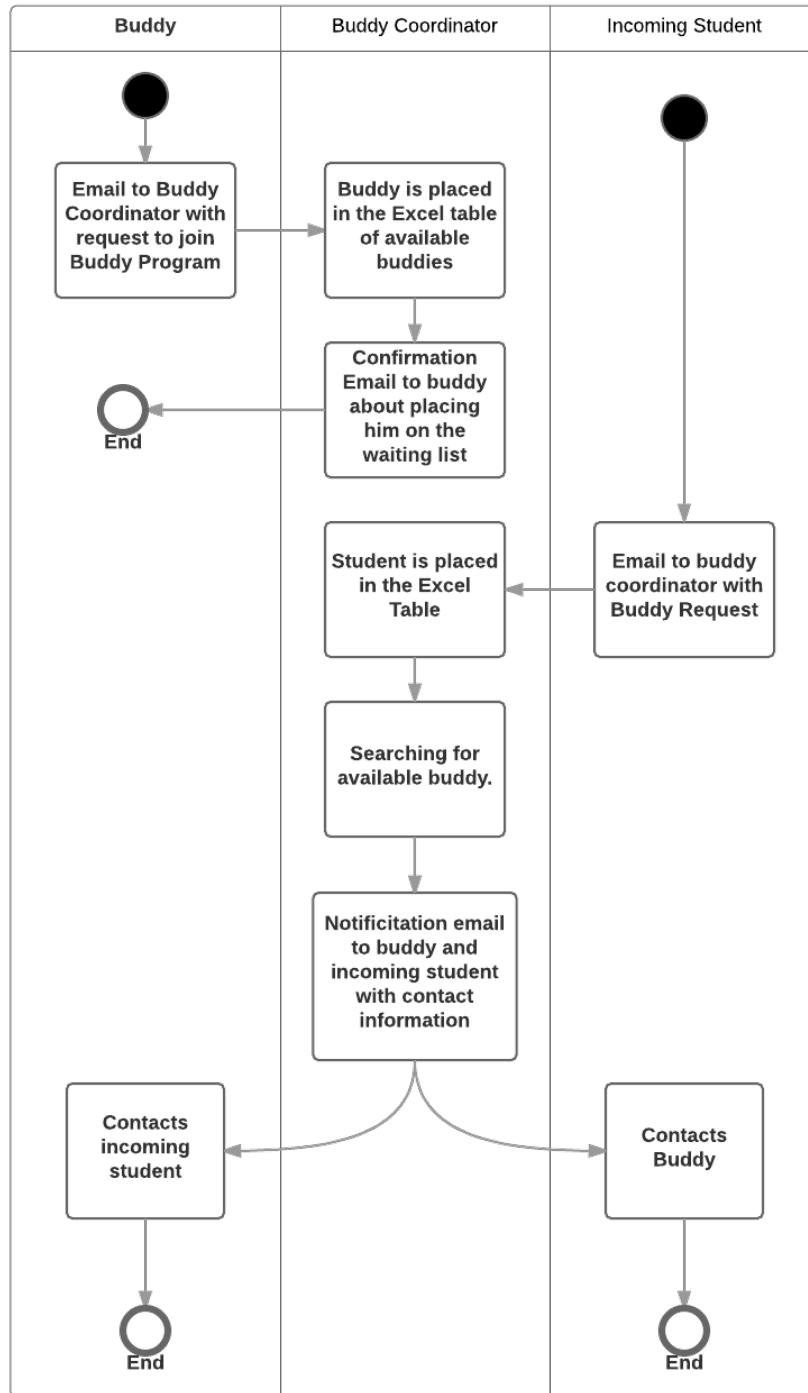 Buddy
Buddy Coordinator
Incoming Student
Email to Buddy
Coordinator with
request to join
Buddy Program
Buddy is placed
in the Excel table
of available
buddies
Confirmation
Email to buddy
about placing
him on the
waiting list
End
Student is placed
in the Excel
Table
Email to buddy
coordinator with
Buddy Request
Searching for
available buddy.
Notificitation email
to buddy and
incoming student
with contact
information
Contacts
incoming
student
Contacts
Buddy
End
End